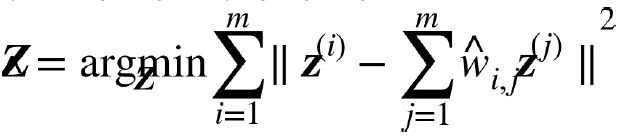 Ẑ = argmin_Z ∑_{i=1}^{m} ‖ z^{(i)} − ∑_{j=1}^{m} ŵ_{i,j} z^{(j)} ‖^2